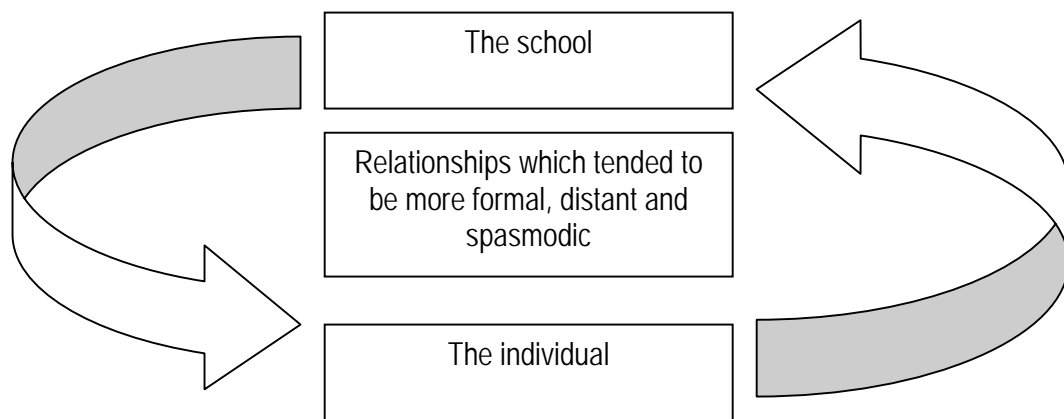 The school
Relationships which tended to
be more formal, distant and
spasmodic
The individual